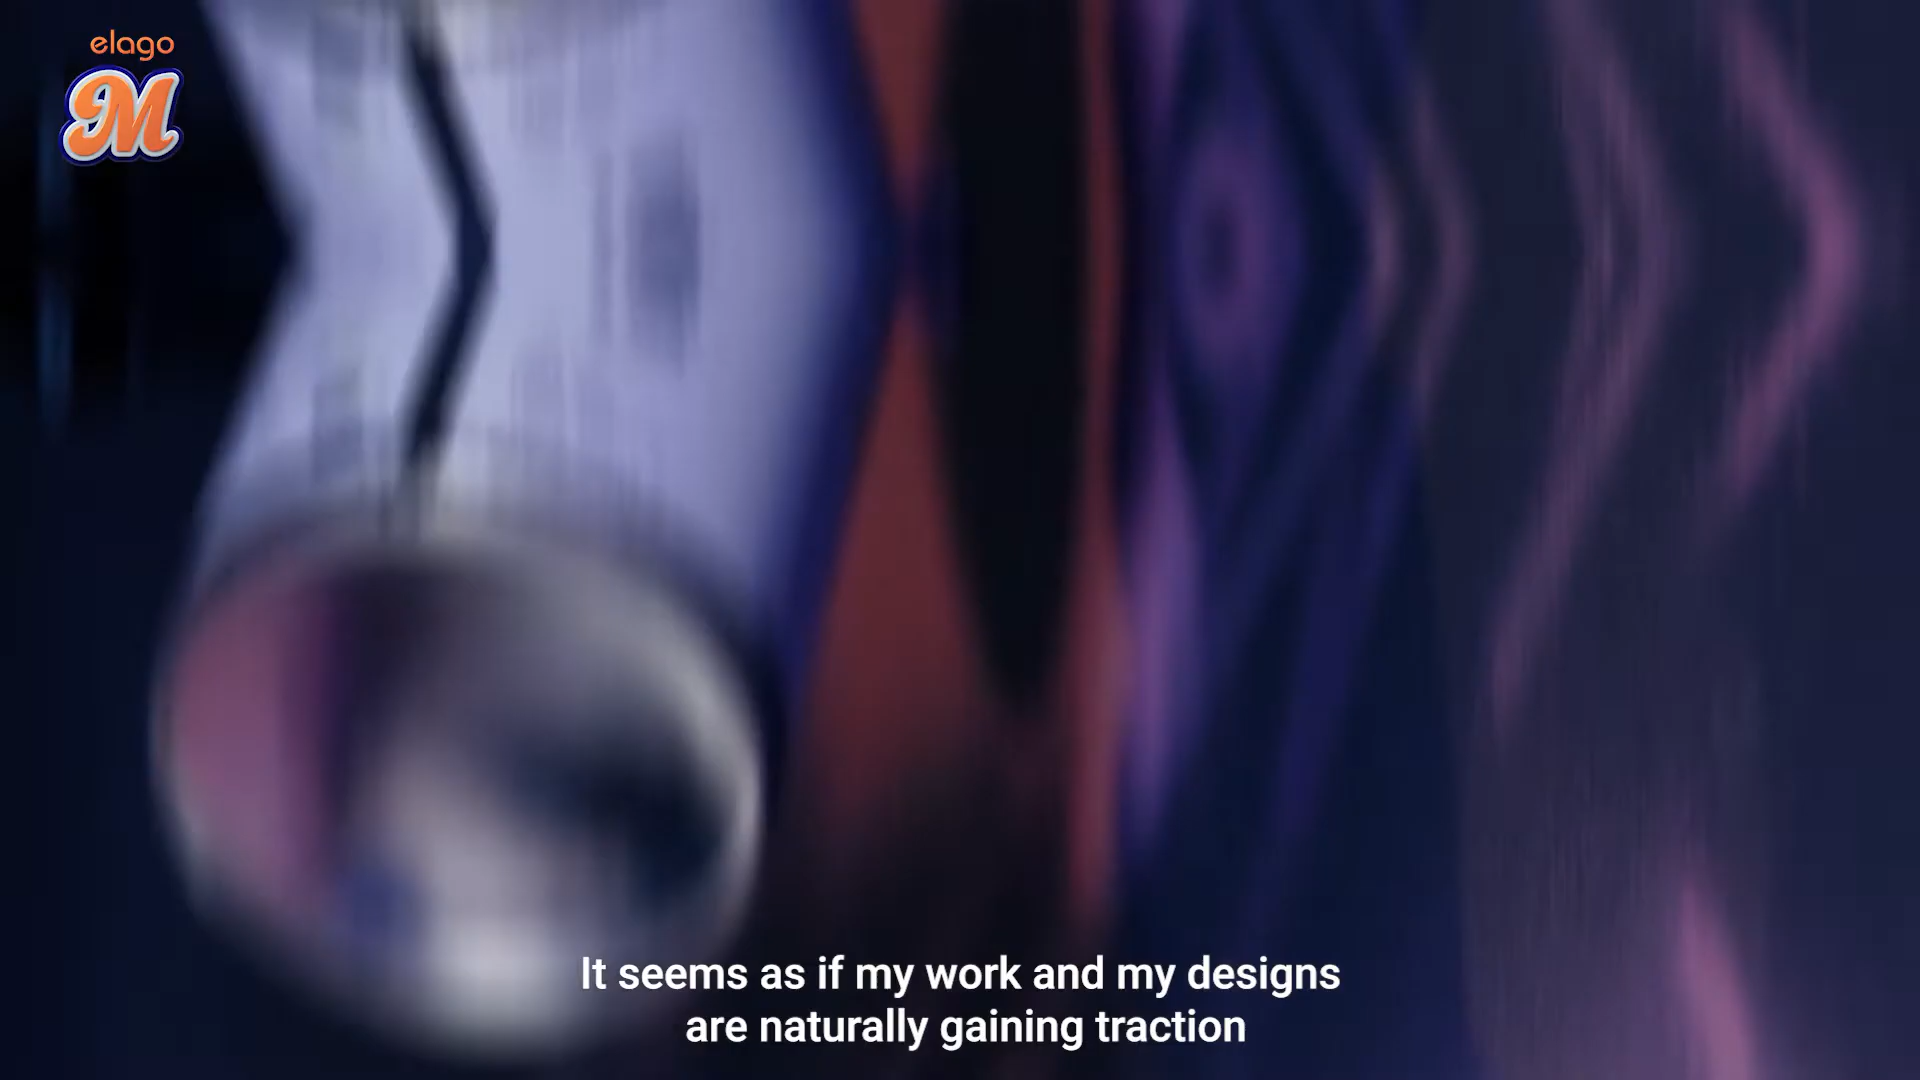 elago
M
It seems as if my work and my designs
are naturally gaining traction